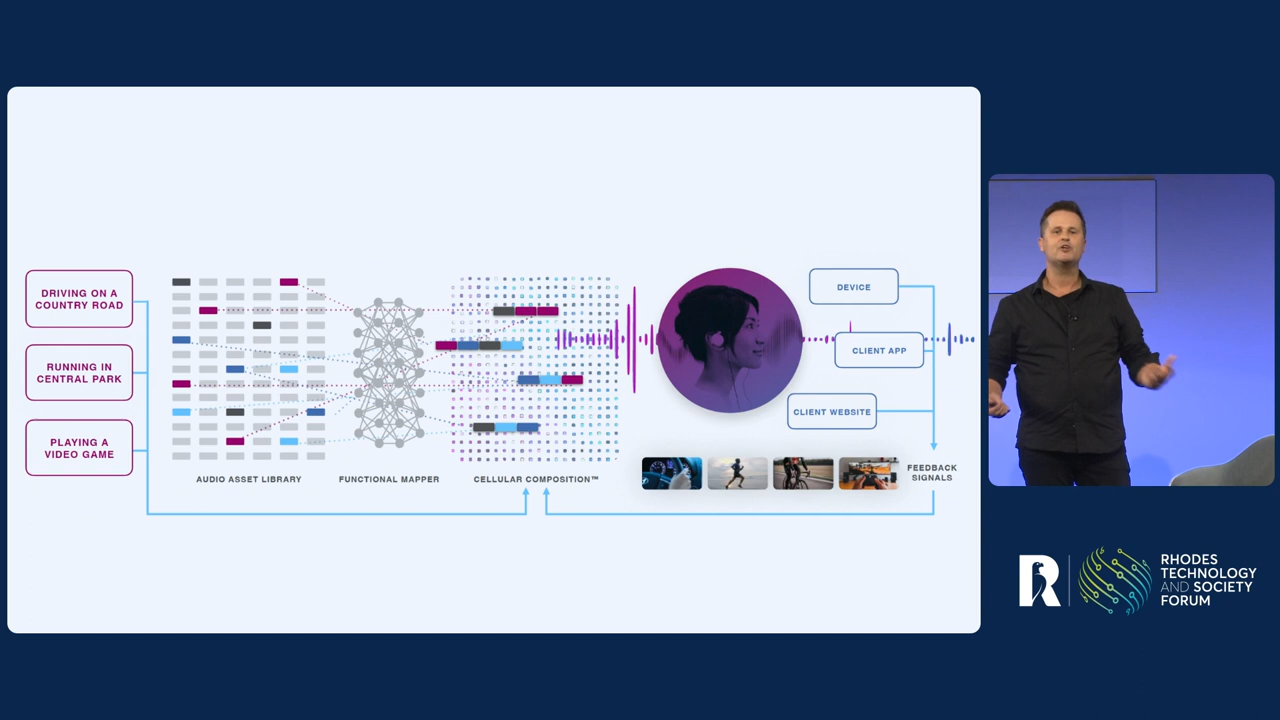 DRIVING ON A
COUNTRY ROAD
RUNNING IN
CENTRAL PARK
PLAYING A
VIDEO GAME
AUDIO ASSET LIBRARY
FUNCTIONAL MAPPER
CELLULAR COMPOSITION™
DEVICE
CLIENT APP
CLIENT WEBSITE
FEEDBACK
SIGNALS
R
RHODES
TECHNOLOGY
AND SOCIETY
FORUM